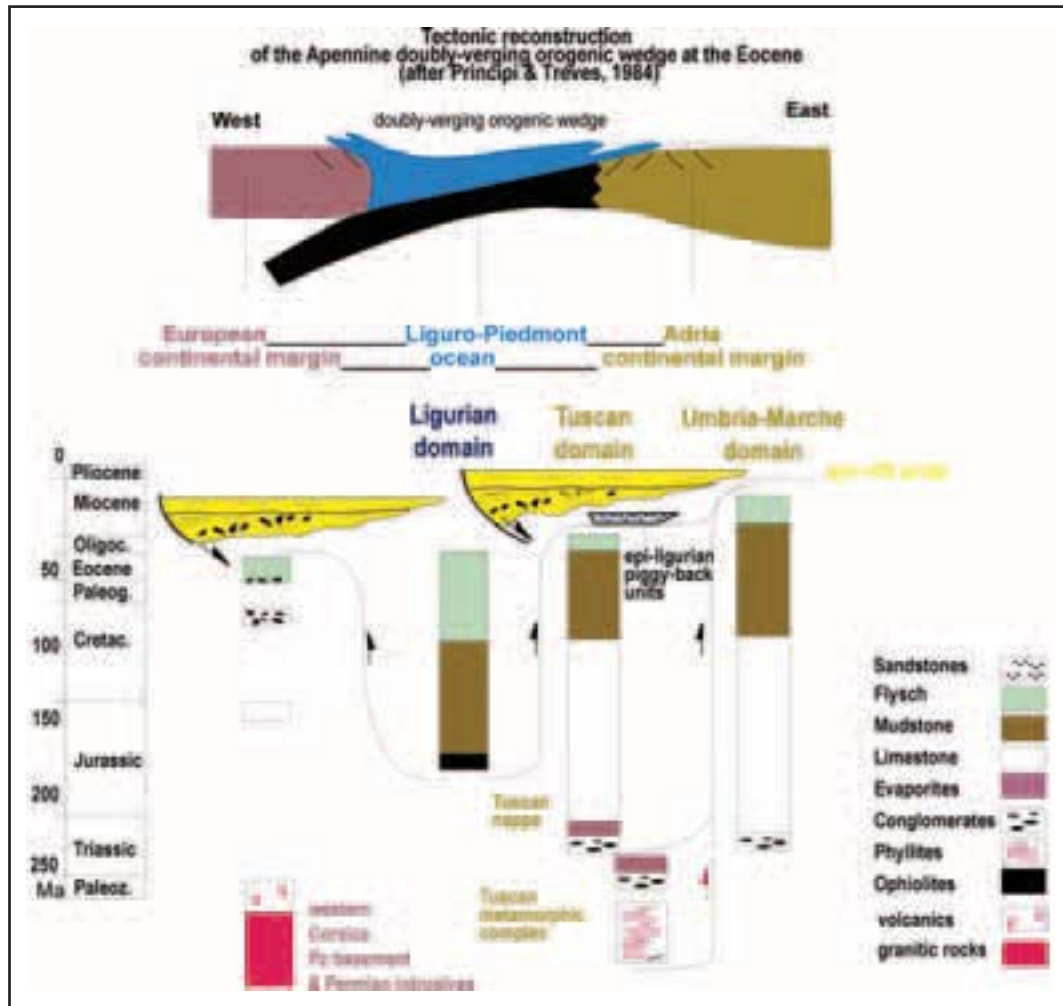 Tectonic reconstruction
of the Apennine doubly-verging orogenic wedge at the Eocene
(after Principi & Treves, 1984)
West
doubly-verging orogenic wedge
East
European
continental margin
Liguro-Piedmont
ocean
Adria
continental margin
Ligurian
domain
Tuscan
domain
Umbria-Marche
domain
0
Pliocene
Miocene
Oligoc.
50
Eocene
Paleog.
epi-ligurian
piggy-back
units
100
Cretac.
150
Jurassic
200
Triassic
250
Ma
Paleoz.
Tuscan
nappe
Tuscan
metamorphic
complex
western
Corsica
Pz basement
& Permian intrusives
Sandstones
Flysch
Mudstone
Limestone
Evaporites
Conglomerates
Phyllites
Ophiolites
volcanics
granitic rocks